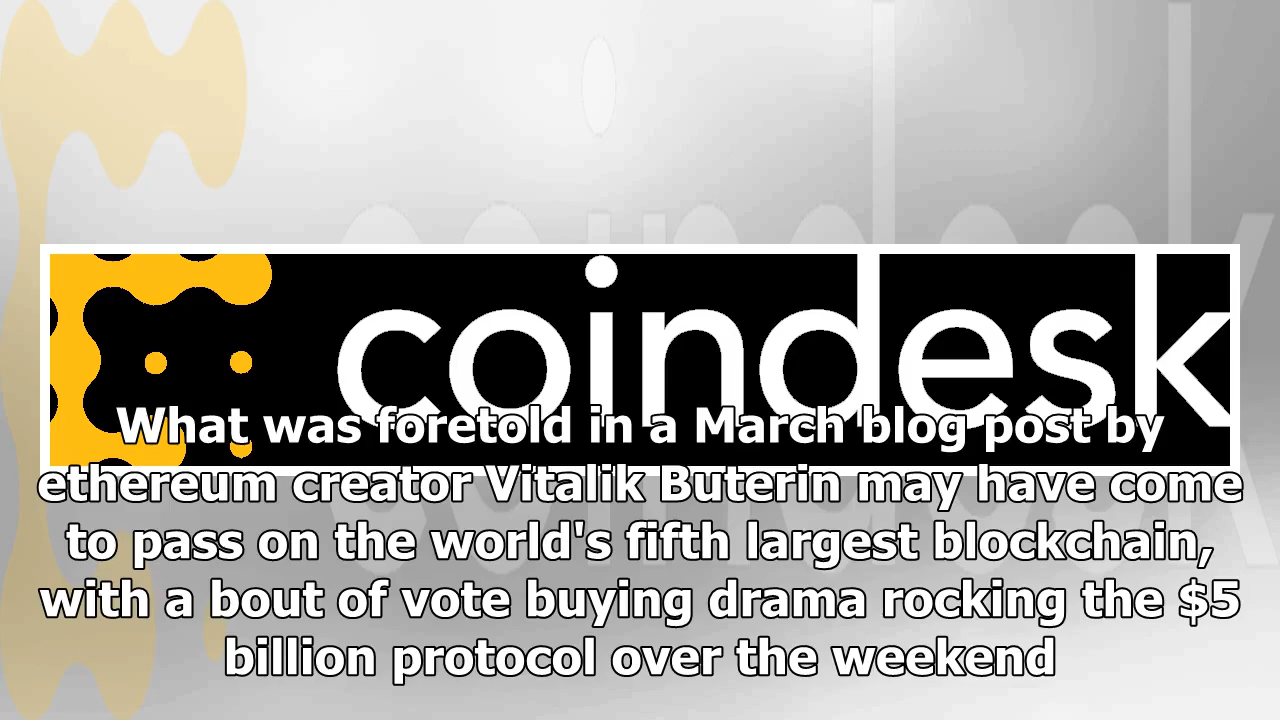 coindesk
What was foretold in a March blog post by
ethereum creator Vitalik Buterin may have come
to pass on the world's fifth largest blockchain,
with a bout of vote buying drama rocking the $5
billion protocol over the weekend